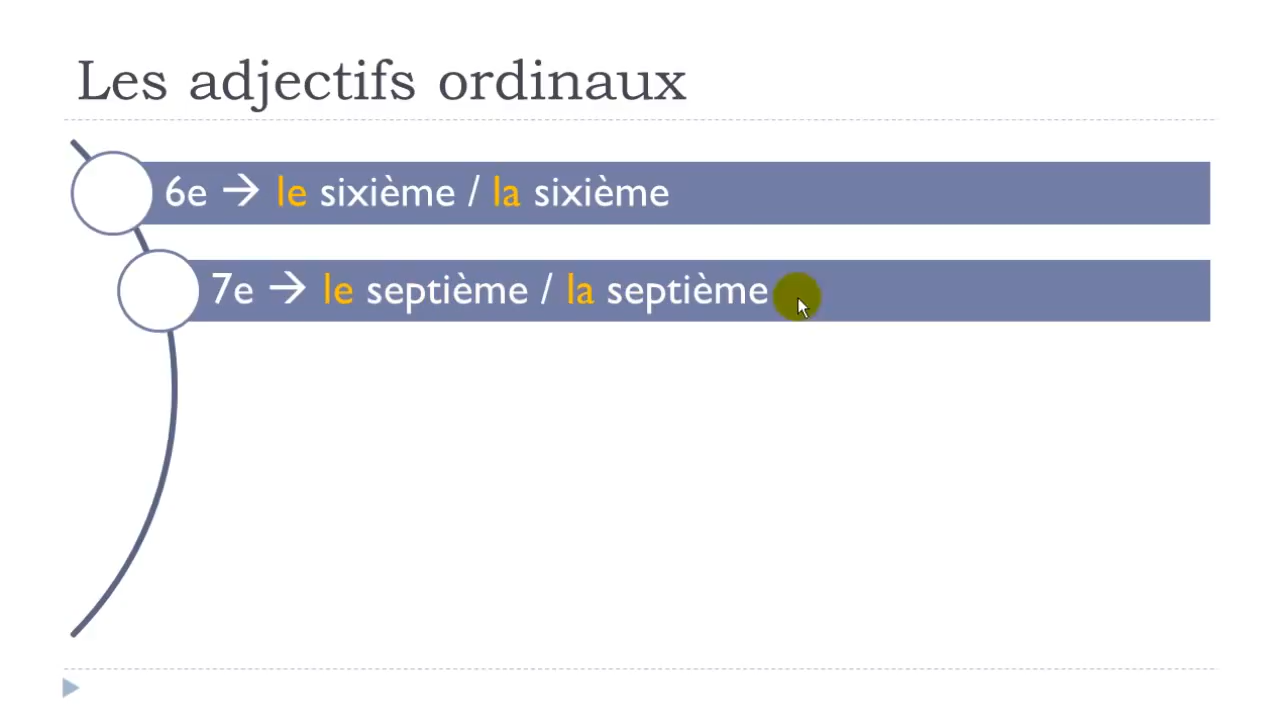 Les adjectifs ordinaux
6e → le sixième / la sixième
7e → le septième / la septième